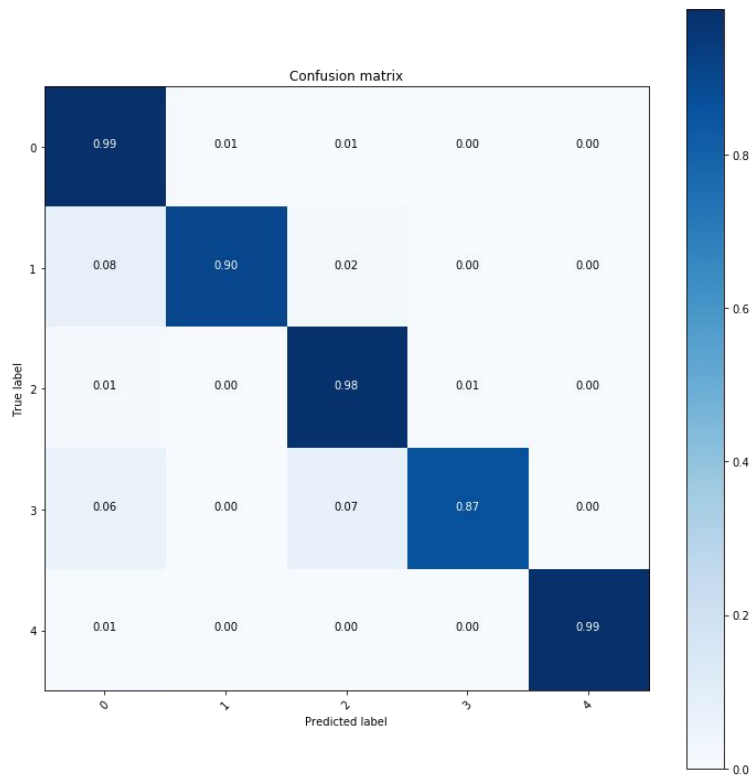 Confusion matrix
0 0.99 0.01 0.01 0.00 0.00
1 0.08 0.90 0.02 0.00 0.00
2 0.01 0.00 0.98 0.01 0.00
3 0.06 0.00 0.07 0.87 0.00
4 0.01 0.00 0.00 0.00 0.99
0 1 2 3 4
Predicted label
True label
0.8
0.6
0.4
0.2
0.0